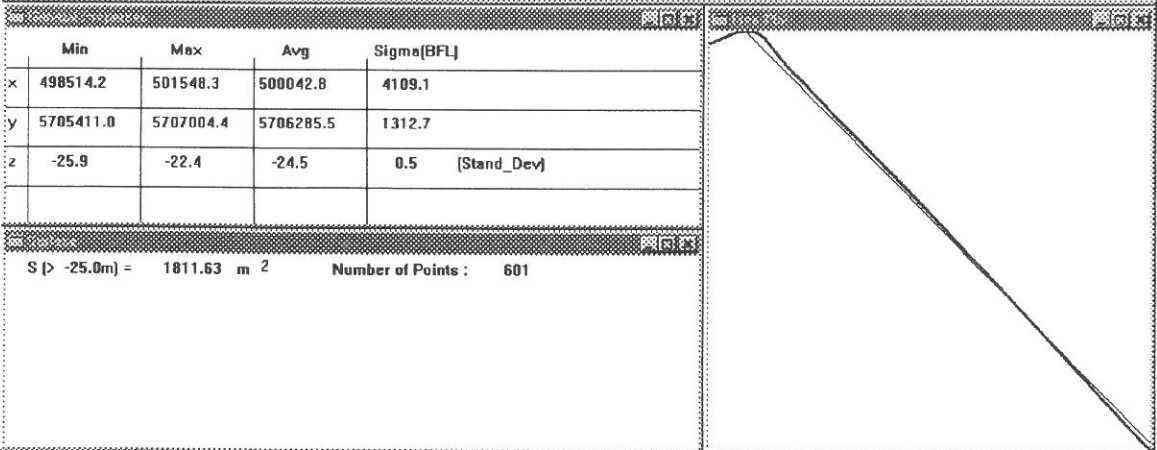 Min Max Avg Sigma(BFL)
x 498514.2 501548.3 500042.8 4109.1
y 5705411.0 5707004.4 5706285.5 1312.7
z -25.9 -22.4 -24.5 0.5 (Stand_Dev)
S (> -25.0m) = 1811.63 m 2 Number of Points : 601